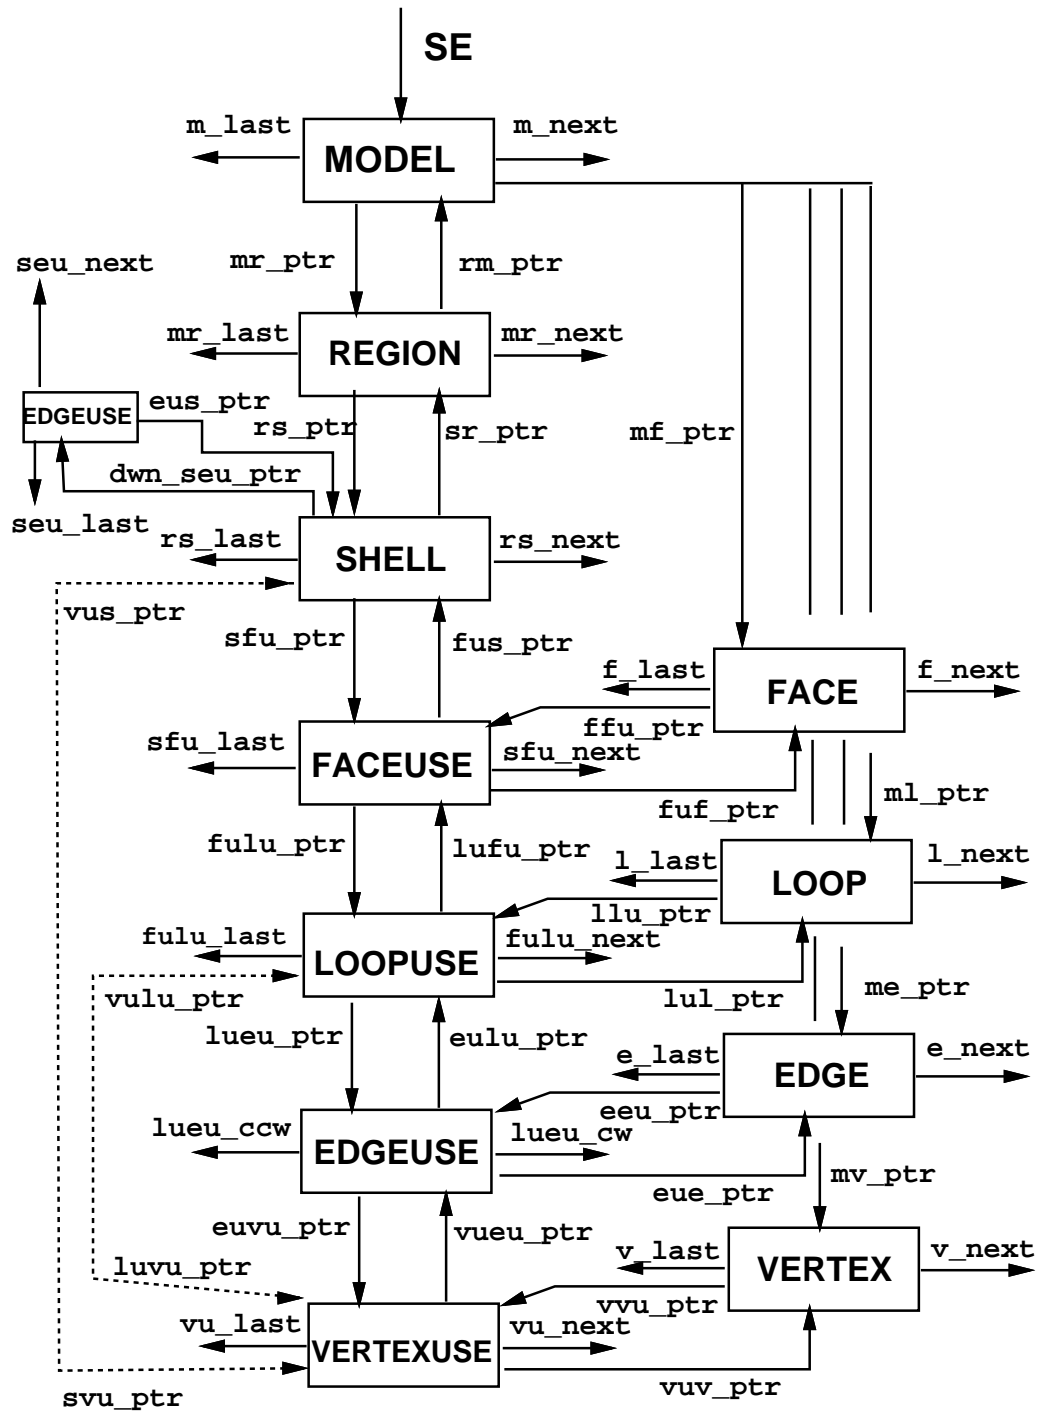 SE
m_last
m_next
MODEL
seu_next
mr_ptr
rm_ptr
mr_last
mr_next
REGION
EDGEUSE
eus_ptr
rs_ptr
sr_ptr
mf_ptr
dwn_seu_ptr
seu_last
rs_last
rs_next
SHELL
vus_ptr
sfu_ptr
fus_ptr
f_last
f_next
FACE
ffu_ptr
sfu_last
sfu_next
FACEUSE
fuf_ptr
ml_ptr
fulu_ptr
lufu_ptr
l_last
l_next
LOOP
llu_ptr
fulu_last
fulu_next
LOOPUSE
vulu_ptr
lul_ptr
me_ptr
lueu_ptr
eulu_ptr
e_last
e_next
EDGE
eeu_ptr
lueu_ccw
lueu_cw
EDGEUSE
eue_ptr
mv_ptr
euvu_ptr
vueu_ptr
v_last
v_next
luvu_ptr
VERTEX
vvu_ptr
vu_last
vu_next
VERTEXUSE
svu_ptr
vuv_ptr